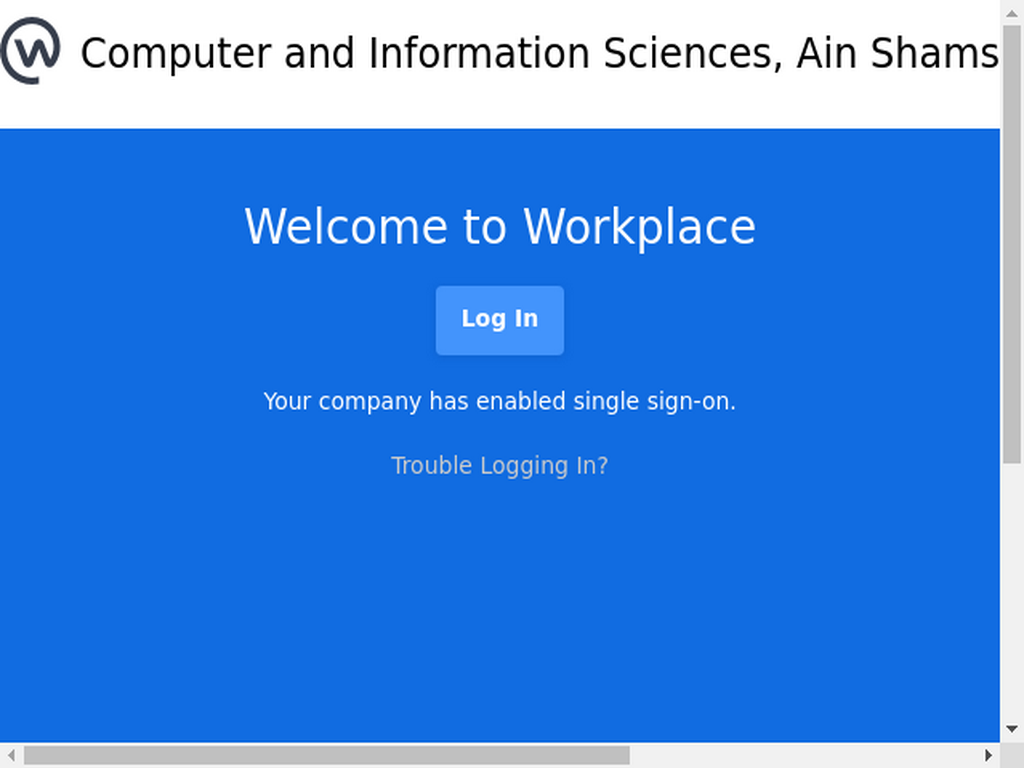 Computer and Information Sciences, Ain Shams
Welcome to Workplace
Log In
Your company has enabled single sign-on.
Trouble Logging In?